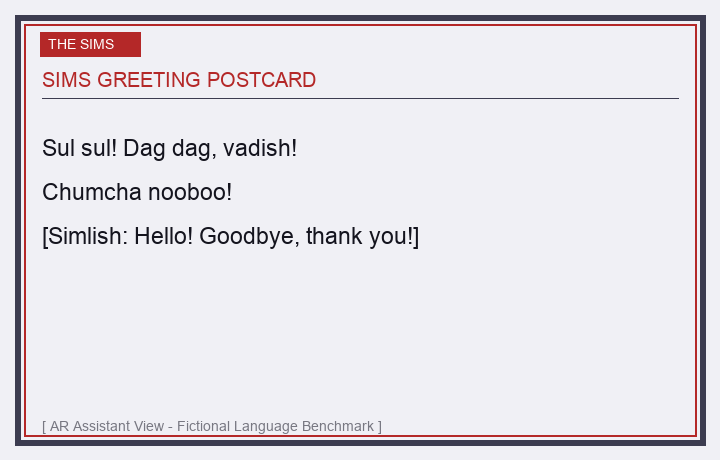 THE SIMS
SIMS GREETING POSTCARD
Sul sul! Dag dag, vadish!
Chumcha nooboo!
[Simlish: Hello! Goodbye, thank you!]
[ AR Assistant View - Fictional Language Benchmark ]